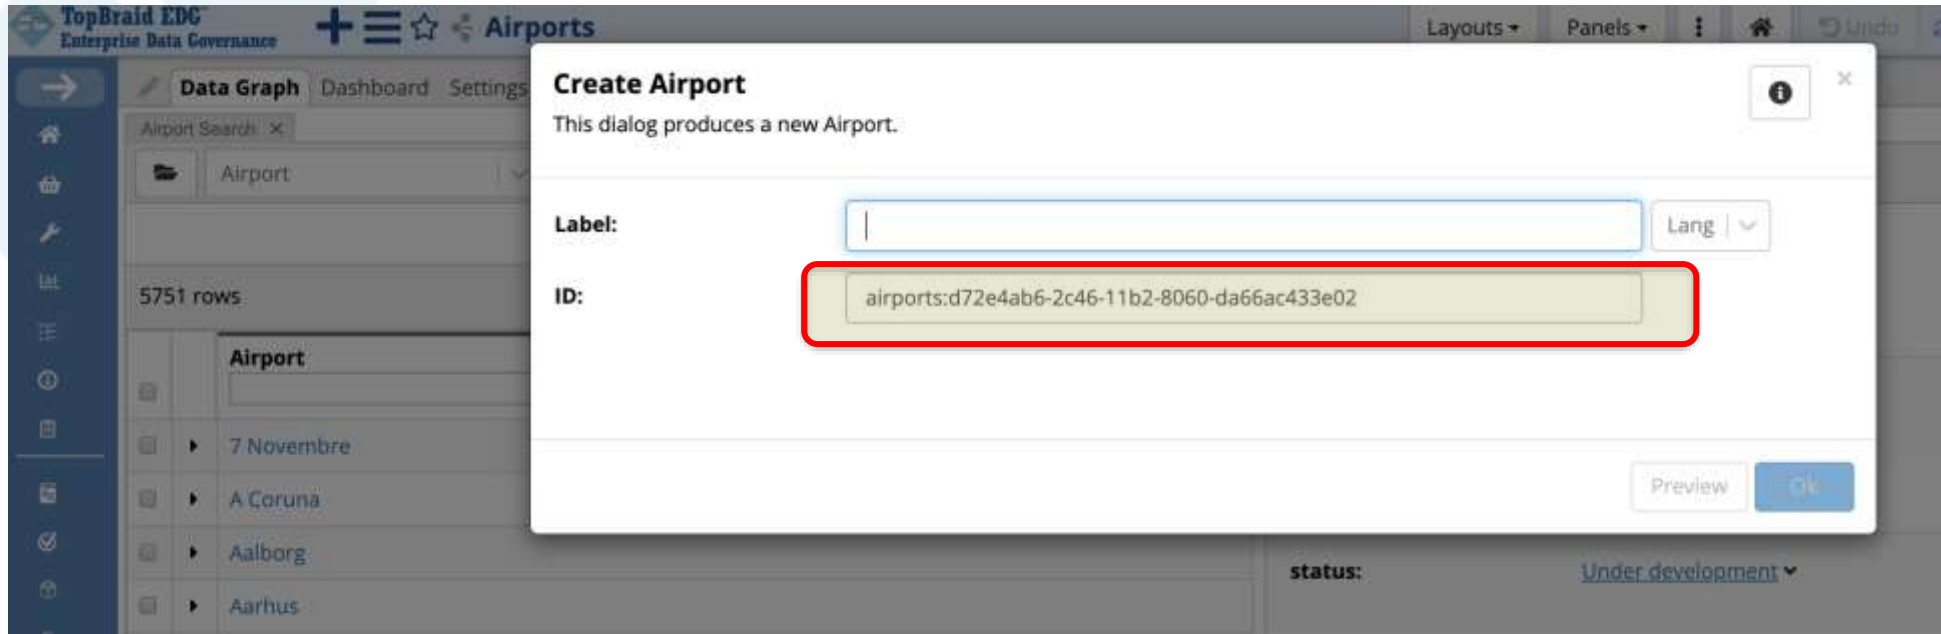 TopBraid EDG
Enterprise Data Governance
Airports
Layouts
Panels
Undo
Data Graph Dashboard Settings
Airport Search ×
Airport
5751 rows
Airport
7 Novembre
A Coruna
Aalborg
Aarhus
Create Airport
This dialog produces a new Airport.
×
Label:
Lang
ID:
airports:d72e4ab6-2c46-11b2-8060-da66ac433e02
Preview
Ok
status:
Under development